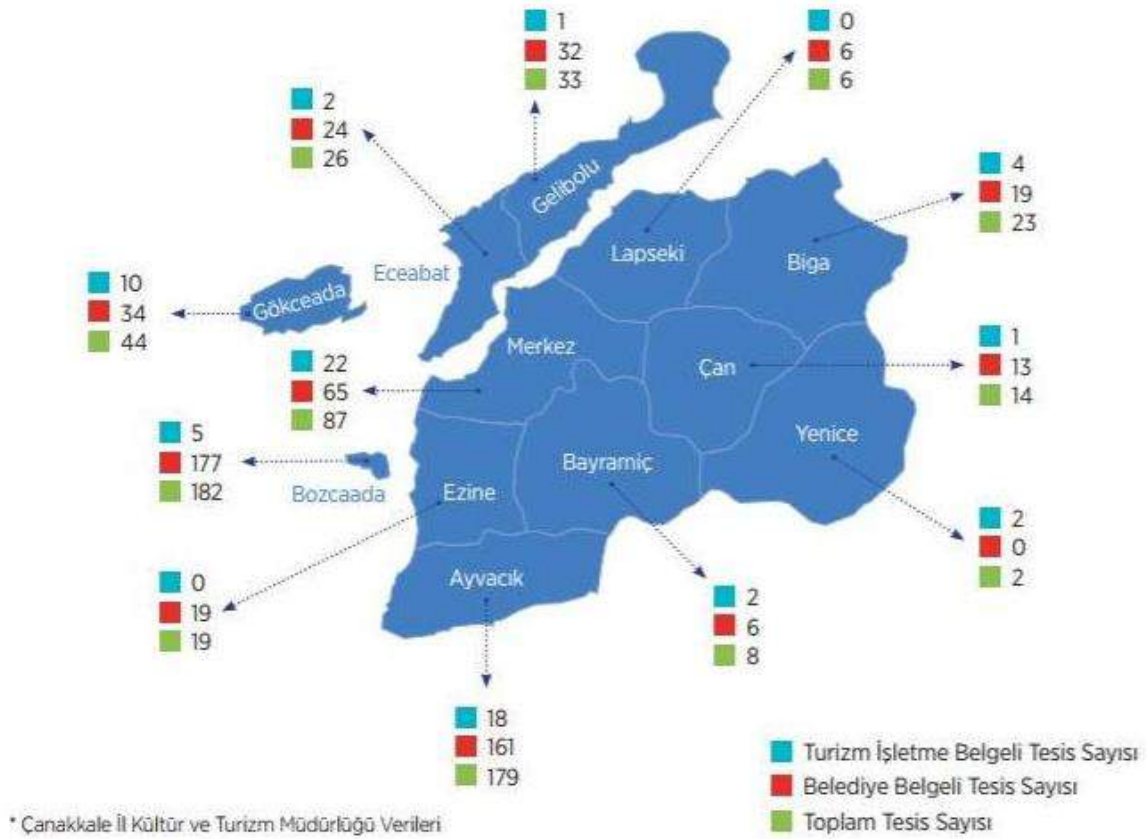 1
32
33
0
6
6
2
24
26
4
19
23
Gelibolu
Lapseki
Biga
Eceabat
10
34
44
Gökceada
Merkez
Çan
1
13
14
22
65
87
5
177
182
Bozcaada
Ezine
Bayramiç
Yenice
2
0
2
0
19
19
Ayvacık
2
6
8
18
161
179
Turizm İşletme Belgeli Tesis Sayısı
Belediye Belgeli Tesis Sayısı
Toplam Tesis Sayısı
* Çanakkale İl Kültür ve Turizm Müdürlüğü Verileri